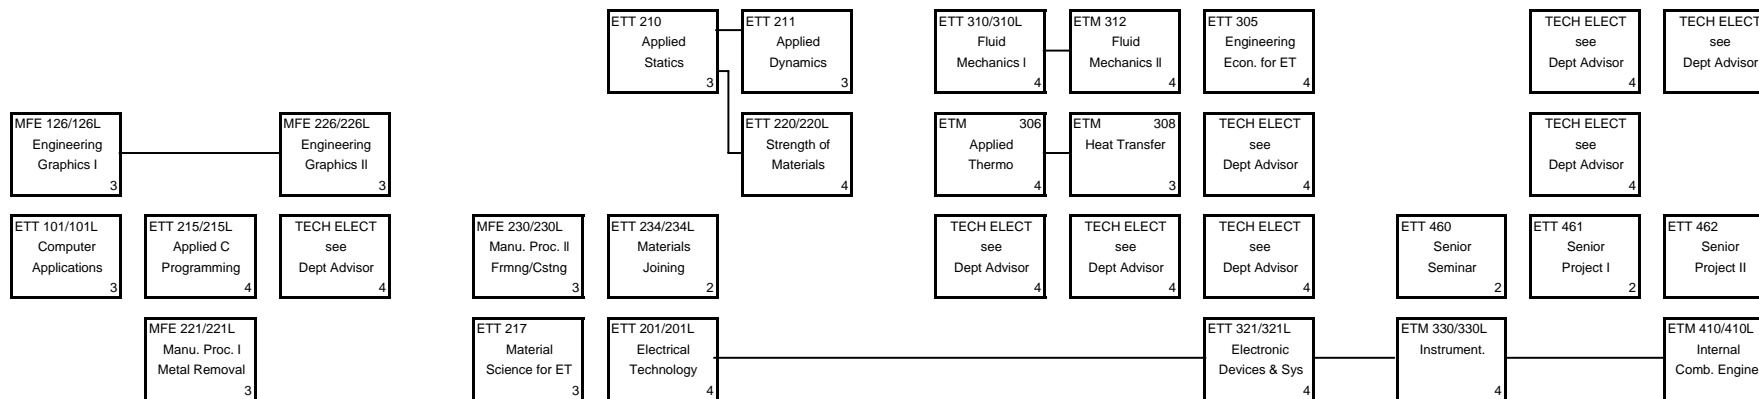 ETT 210
Applied
Statics
3
ETT 211
Applied
Dynamics
3
ETT 310/310L
Fluid
Mechanics I
4
ETM 312
Fluid
Mechanics II
4
ETT 305
Engineering
Econ. for ET
4
TECH ELECT
see
Dept Advisor
4
TECH ELECT
see
Dept Advisor
MFE 126/126L
Engineering
Graphics I
3
MFE 226/226L
Engineering
Graphics II
3
ETT 220/220L
Strength of
Materials
4
ETM 306
Applied
Thermo
4
ETM 308
Heat Transfer
3
TECH ELECT
see
Dept Advisor
4
TECH ELECT
see
Dept Advisor
4
ETT 101/101L
Computer
Applications
3
ETT 215/215L
Applied C
Programming
4
TECH ELECT
see
Dept Advisor
4
MFE 230/230L
Manu. Proc. II
Frmng/Cstng
3
ETT 234/234L
Materials
Joining
2
TECH ELECT
see
Dept Advisor
4
TECH ELECT
see
Dept Advisor
4
TECH ELECT
see
Dept Advisor
4
ETT 460
Senior
Seminar
2
ETT 461
Senior
Project I
2
ETT 462
Senior
Project II
MFE 221/221L
Manu. Proc. I
Metal Removal
3
ETT 217
Material
Science for ET
3
ETT 201/201L
Electrical
Technology
4
ETT 321/321L
Electronic
Devices & Sys
4
ETM 330/330L
Instrument.
4
ETM 410/410L
Internal
Comb. Engine